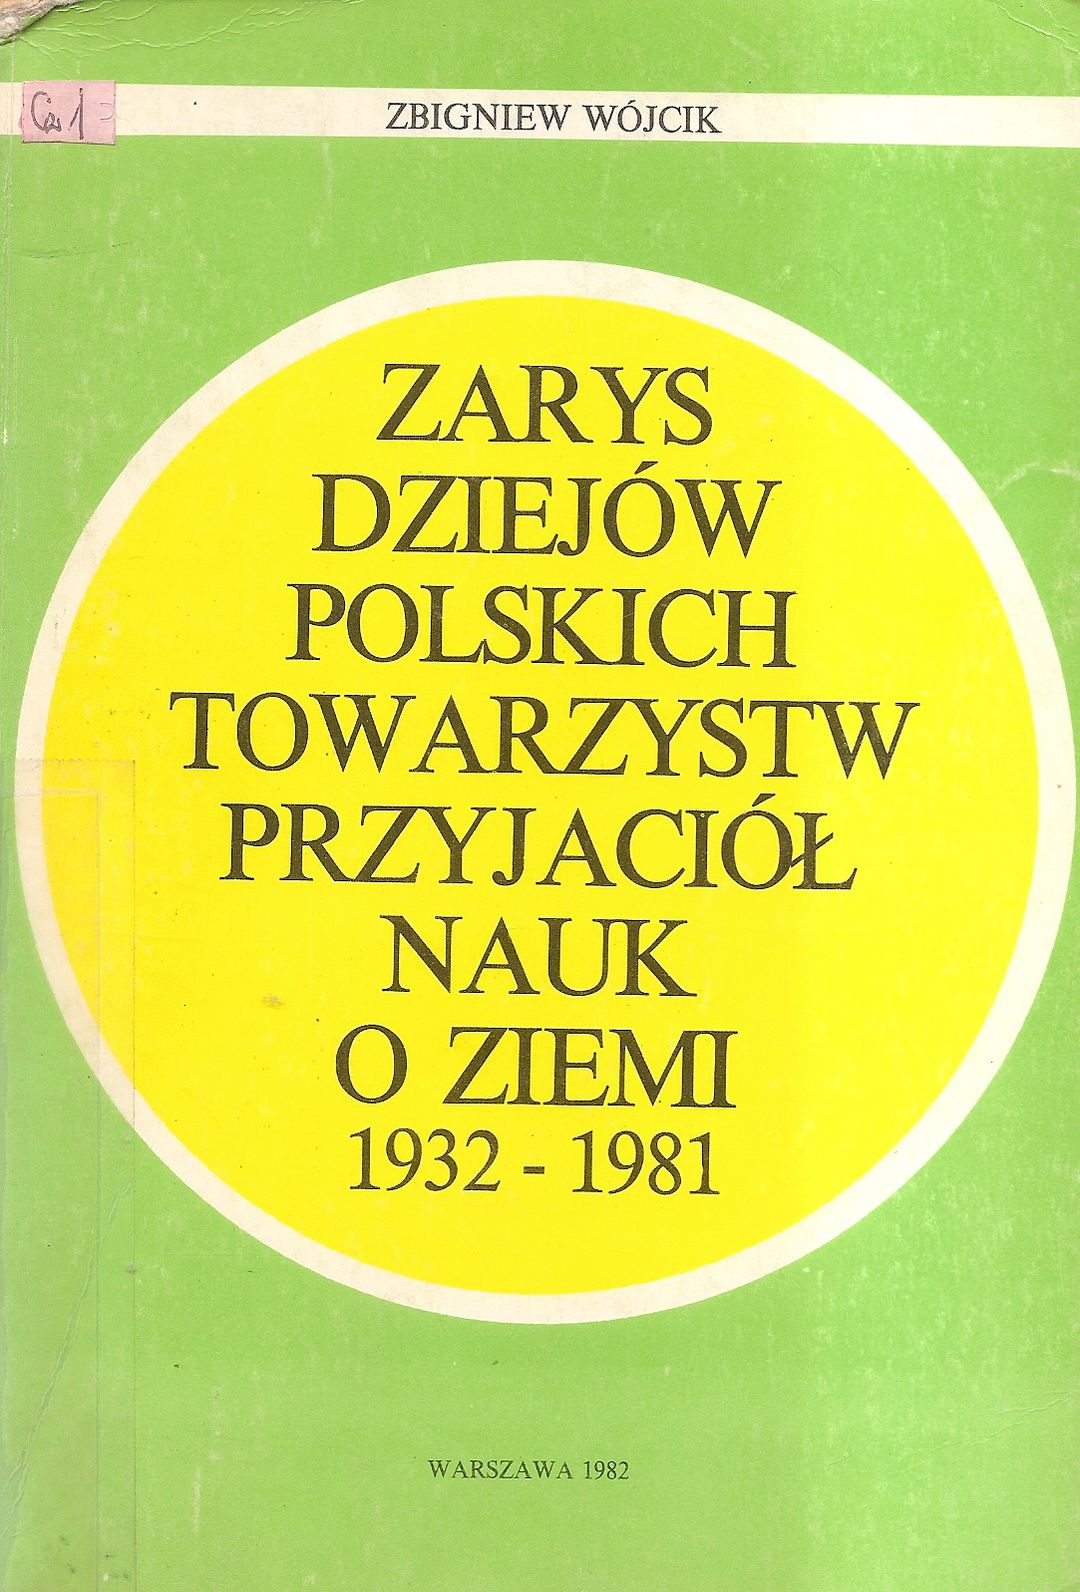 ZBIGNIEW WÓJCIK
ZARYS
DZIEJÓW
POLSKICH
TOWARZYSTW
PRZYJACIÓŁ
NAUK
O ZIEMI
1932 - 1981
WARSZAWA 1982